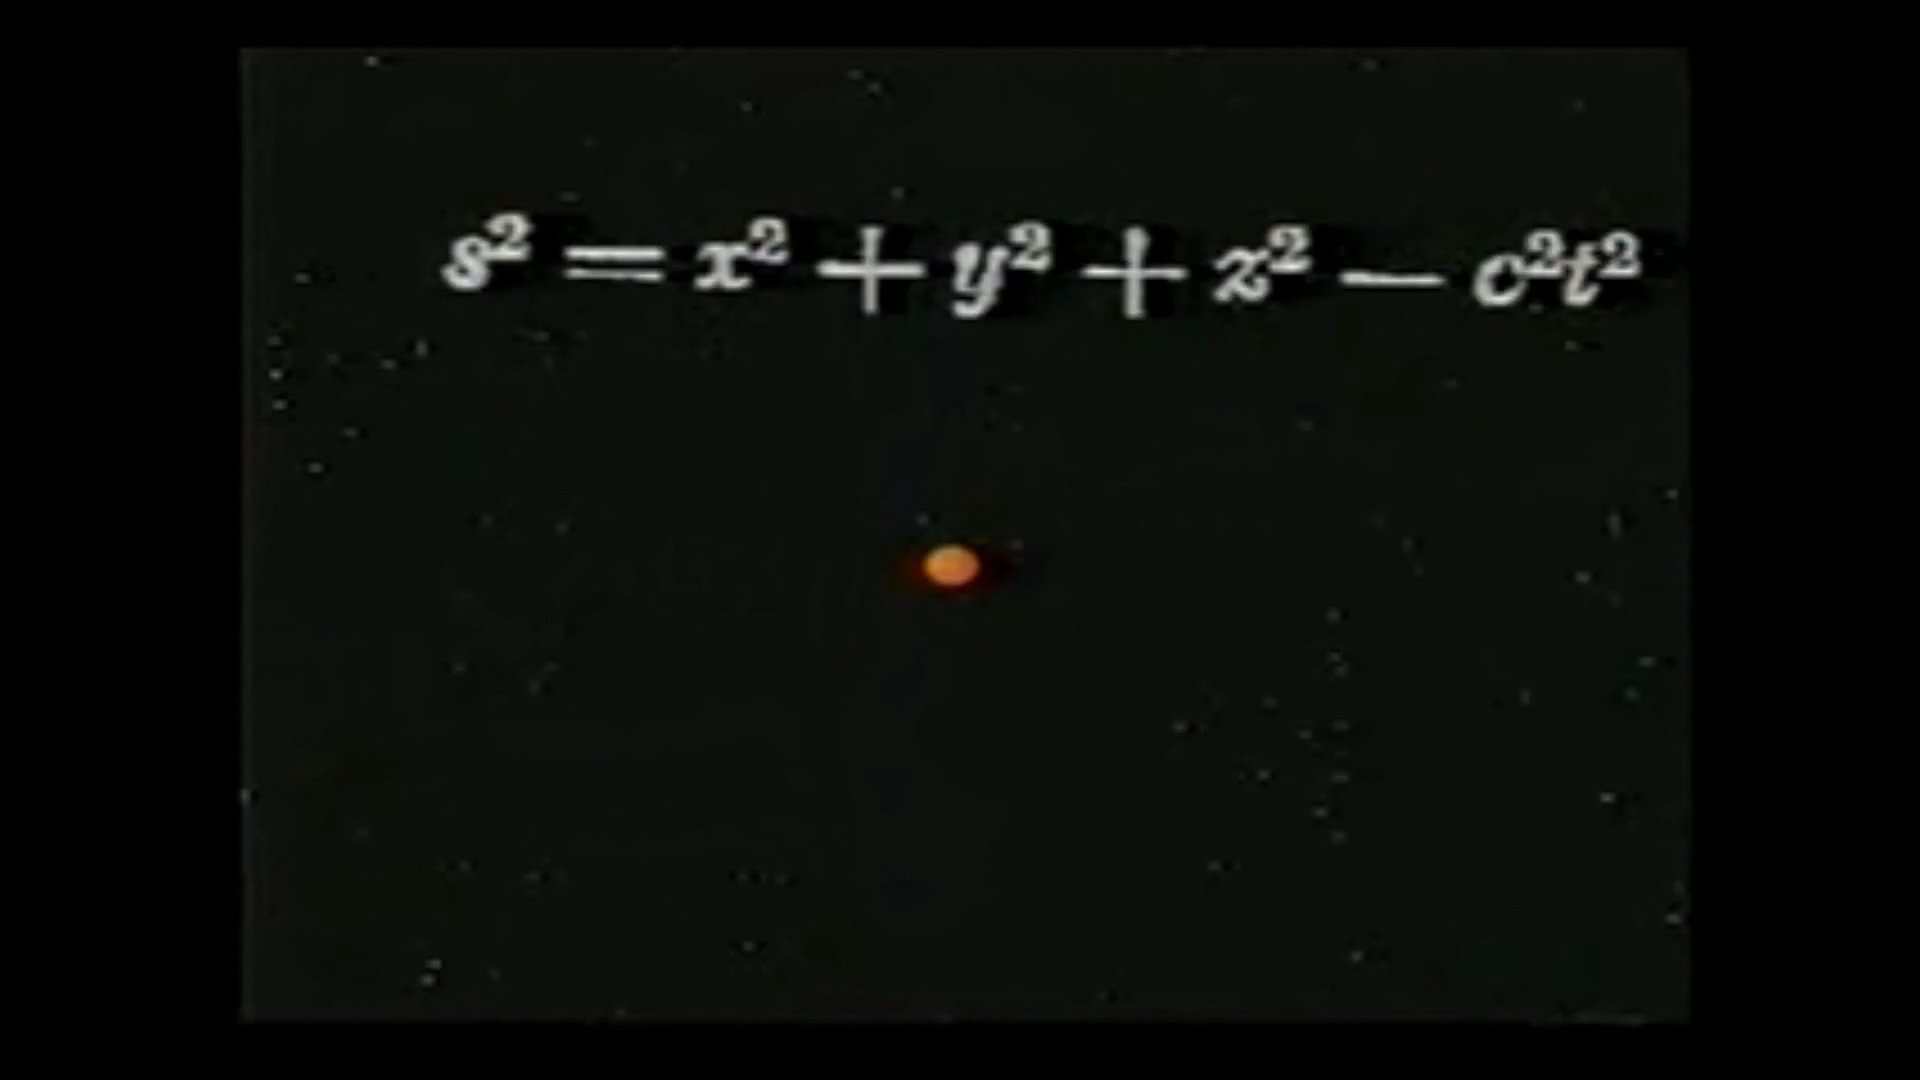 s² = x² + y² + z² − c²t²